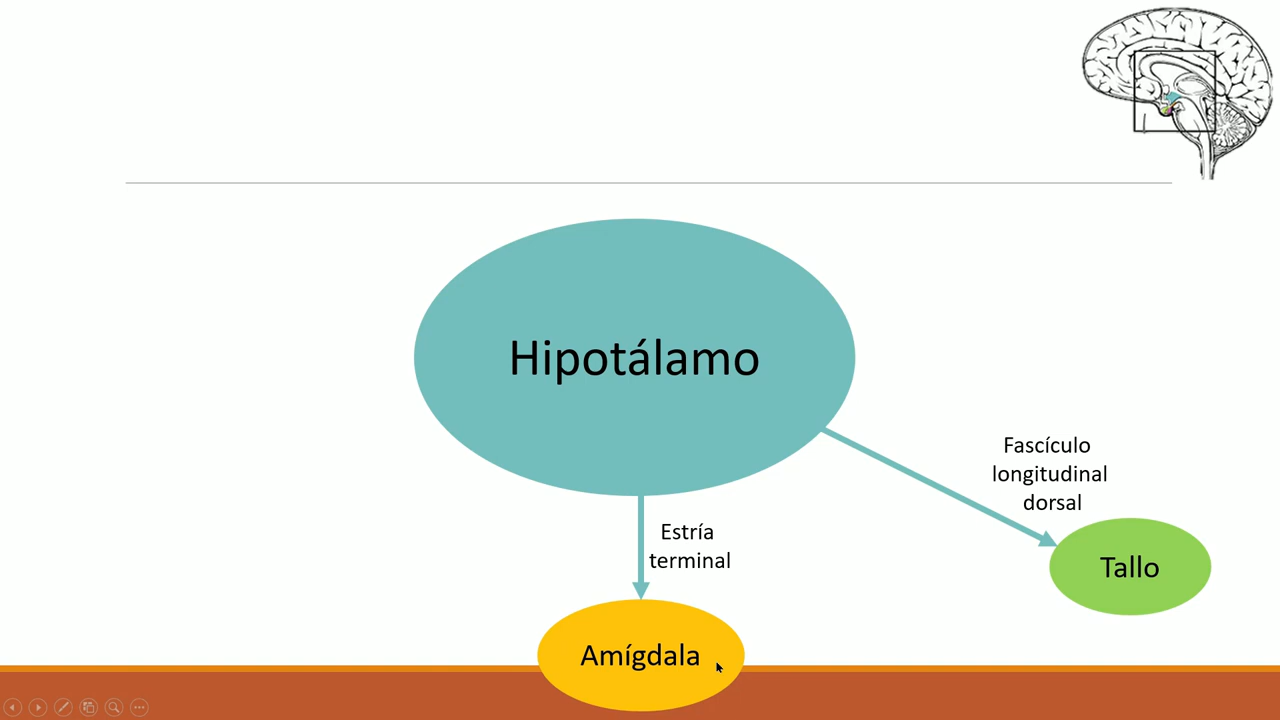 Hipotálamo
Fascículo
longitudinal
dorsal
Estría
terminal
Tallo
Amígdala